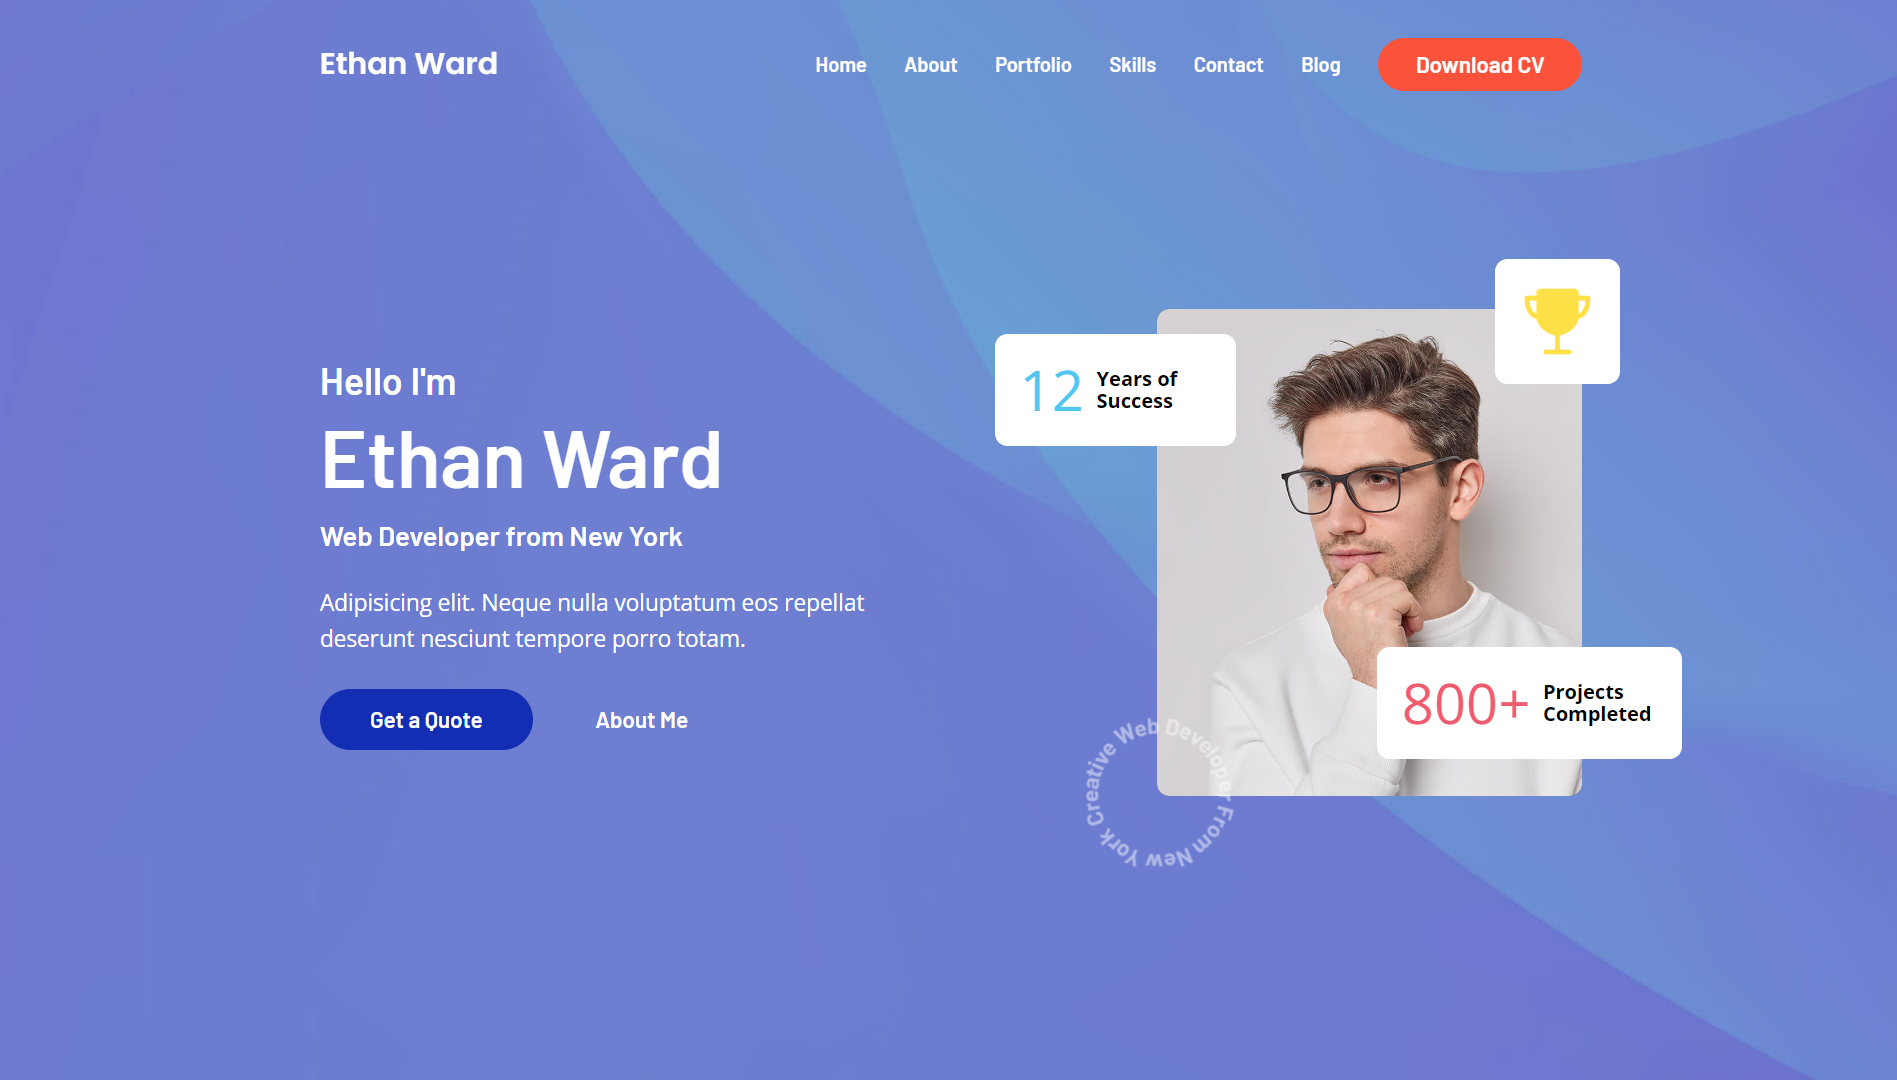 Ethan Ward
Home
About
Portfolio
Skills
Contact
Blog
Download CV
Hello I'm
Ethan Ward
Web Developer from New York
Adipisicing elit. Neque nulla voluptatum eos repellat
deserunt nesciunt tempore porro totam.
Get a Quote
About Me
12
Years of
Success
800+
Projects
Completed
Creative Web Developer From New York